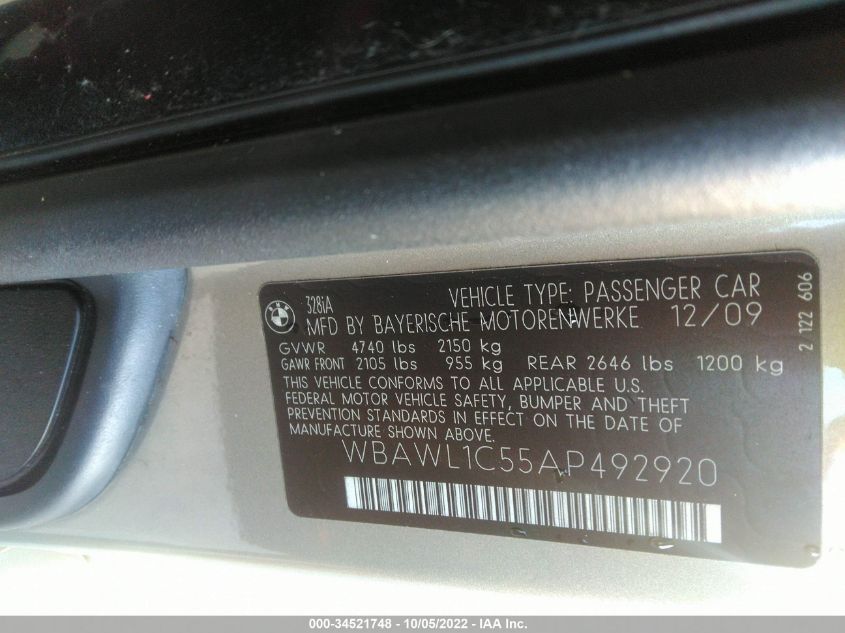 328iA VEHICLE TYPE: PASSENGER CAR
MFD BY BAYERISCHE MOTORENWERKE 12/09
GVWR 4740 lbs 2150 kg
GAWR FRONT 2105 lbs 955 kg REAR 2646 lbs 1200 kg
THIS VEHICLE CONFORMS TO ALL APPLICABLE U.S.
FEDERAL MOTOR VEHICLE SAFETY, BUMPER AND THEFT
PREVENTION STANDARDS IN EFFECT ON THE DATE OF
MANUFACTURE SHOWN ABOVE.
WBAWL1C55AP492920
2 122 606
000-34521748 - 10/05/2022 - IAA Inc.